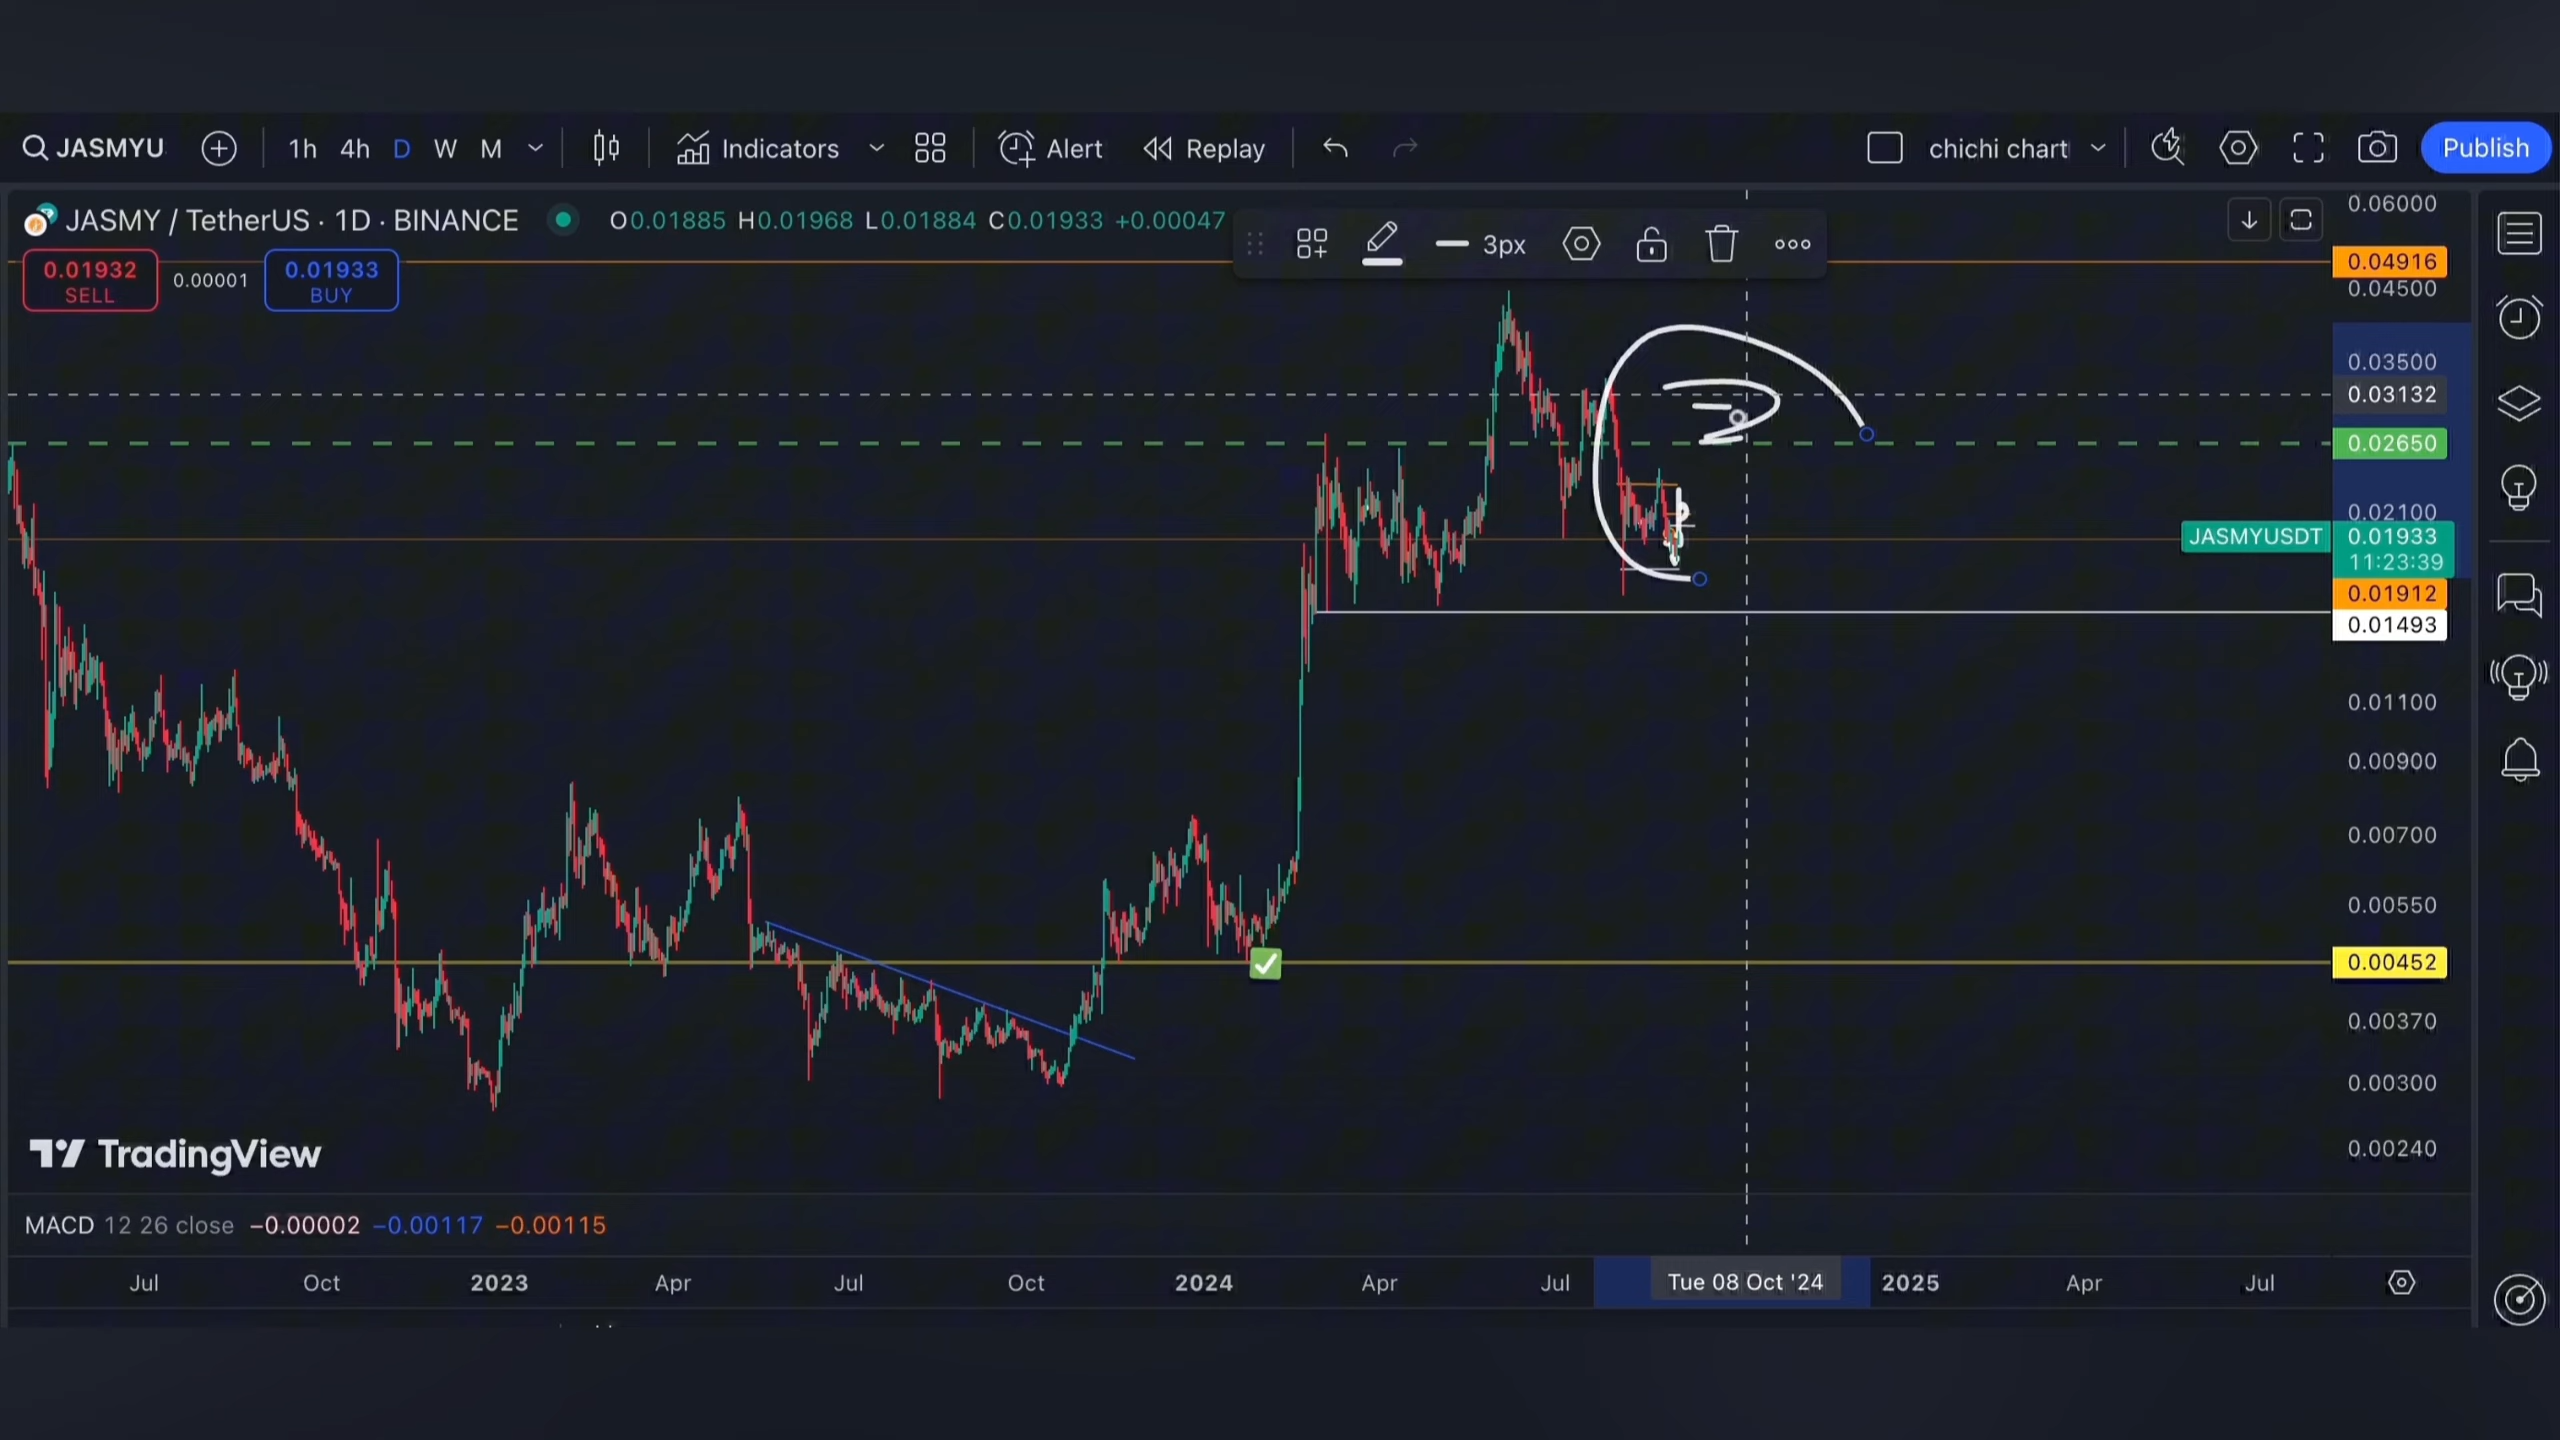 JASMYU 1h 4h D W M Indicators Alert Replay chichi chart Publish
JASMY / TetherUS · 1D · BINANCE O0.01885 H0.01968 L0.01884 C0.01933 +0.00047
3px
0.01932
SELL
0.00001
0.01933
BUY
0.06000
0.04916
0.04500
0.03500
0.03132
0.02650
0.02100
JASMYUSDT 0.01933
11:23:39
0.01912
0.01493
0.01100
0.00900
0.00700
0.00550
0.00452
0.00370
0.00300
0.00240
TradingView
MACD 12 26 close −0.00002 −0.00117 −0.00115
Jul Oct 2023 Apr Jul Oct 2024 Apr Jul Tue 08 Oct '24 2025 Apr Jul